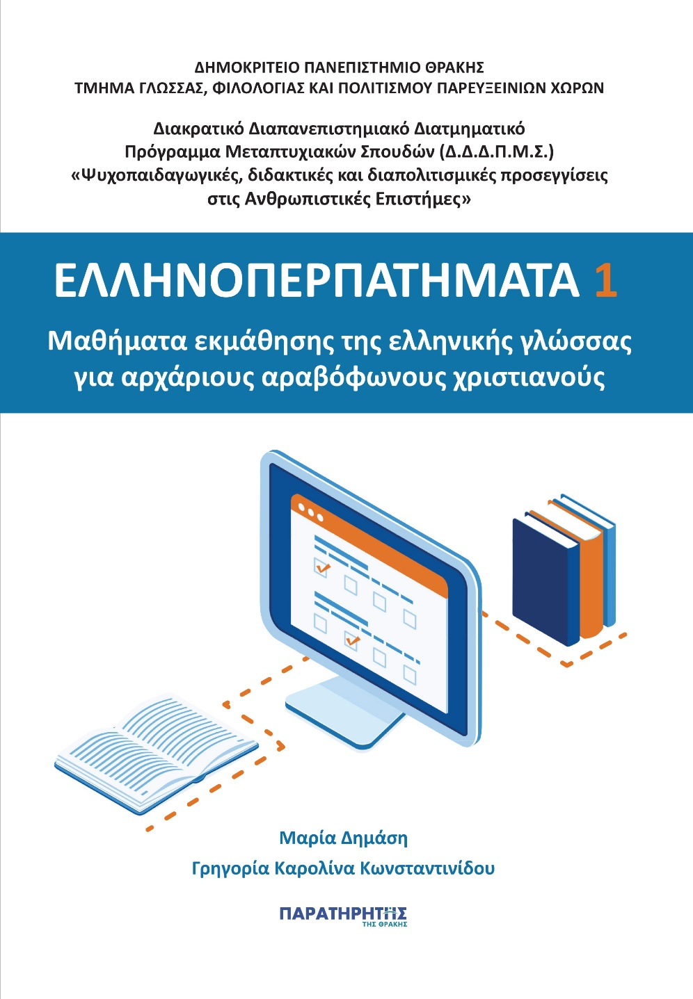 ΔΗΜΟΚΡΙΤΕΙΟ ΠΑΝΕΠΙΣΤΗΜΙΟ ΘΡΑΚΗΣ
ΤΜΗΜΑ ΓΛΩΣΣΑΣ, ΦΙΛΟΛΟΓΙΑΣ ΚΑΙ ΠΟΛΙΤΙΣΜΟΥ ΠΑΡΕΥΞΕΙΝΙΩΝ ΧΩΡΩΝ
Διακρατικό Διαπανεπιστημιακό Διατμηματικό
Πρόγραμμα Μεταπτυχιακών Σπουδών (Δ.Δ.Δ.Π.Μ.Σ.)
«Ψυχοπαιδαγωγικές, διδακτικές και διαπολιτισμικές προσεγγίσεις
στις Ανθρωπιστικές Επιστήμες»
ΕΛΛΗΝΟΠΕΡΠΑΤΗΜΑΤΑ 1
Μαθήματα εκμάθησης της ελληνικής γλώσσας
για αρχάριους αραβόφωνους χριστιανούς
Μαρία Δημάση
Γρηγορία Καρολίνα Κωνσταντινίδου
ΠΑΡΑΤΗΡΗΤΗΣ
ΤΗΣ ΘΡΑΚΗΣ